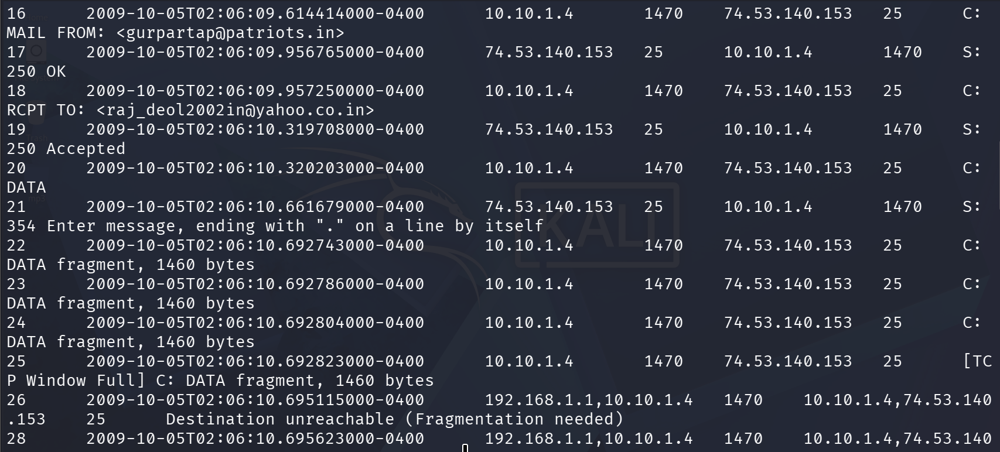 16 2009-10-05T02:06:09.614414000-0400 10.10.1.4 1470 74.53.140.153 25 C:
MAIL FROM: <gurpartap@patriots.in>
17 2009-10-05T02:06:09.956765000-0400 74.53.140.153 25 10.10.1.4 1470 S:
250 OK
18 2009-10-05T02:06:09.957250000-0400 10.10.1.4 1470 74.53.140.153 25 C:
RCPT TO: <raj_deol2002in@yahoo.co.in>
19 2009-10-05T02:06:10.319708000-0400 74.53.140.153 25 10.10.1.4 1470 S:
250 Accepted
20 2009-10-05T02:06:10.320203000-0400 10.10.1.4 1470 74.53.140.153 25 C:
DATA
21 2009-10-05T02:06:10.661679000-0400 74.53.140.153 25 10.10.1.4 1470 S:
354 Enter message, ending with "." on a line by itself
22 2009-10-05T02:06:10.692743000-0400 10.10.1.4 1470 74.53.140.153 25 C:
DATA fragment, 1460 bytes
23 2009-10-05T02:06:10.692786000-0400 10.10.1.4 1470 74.53.140.153 25 C:
DATA fragment, 1460 bytes
24 2009-10-05T02:06:10.692804000-0400 10.10.1.4 1470 74.53.140.153 25 C:
DATA fragment, 1460 bytes
25 2009-10-05T02:06:10.692823000-0400 10.10.1.4 1470 74.53.140.153 25 [TC
P Window Full] C: DATA fragment, 1460 bytes
26 2009-10-05T02:06:10.695115000-0400 192.168.1.1,10.10.1.4 1470 10.10.1.4,74.53.140
.153 25 Destination unreachable (Fragmentation needed)
28 2009-10-05T02:06:10.695623000-0400 192.168.1.1,10.10.1.4 1470 10.10.1.4,74.53.140
KALI
Trash
mp3